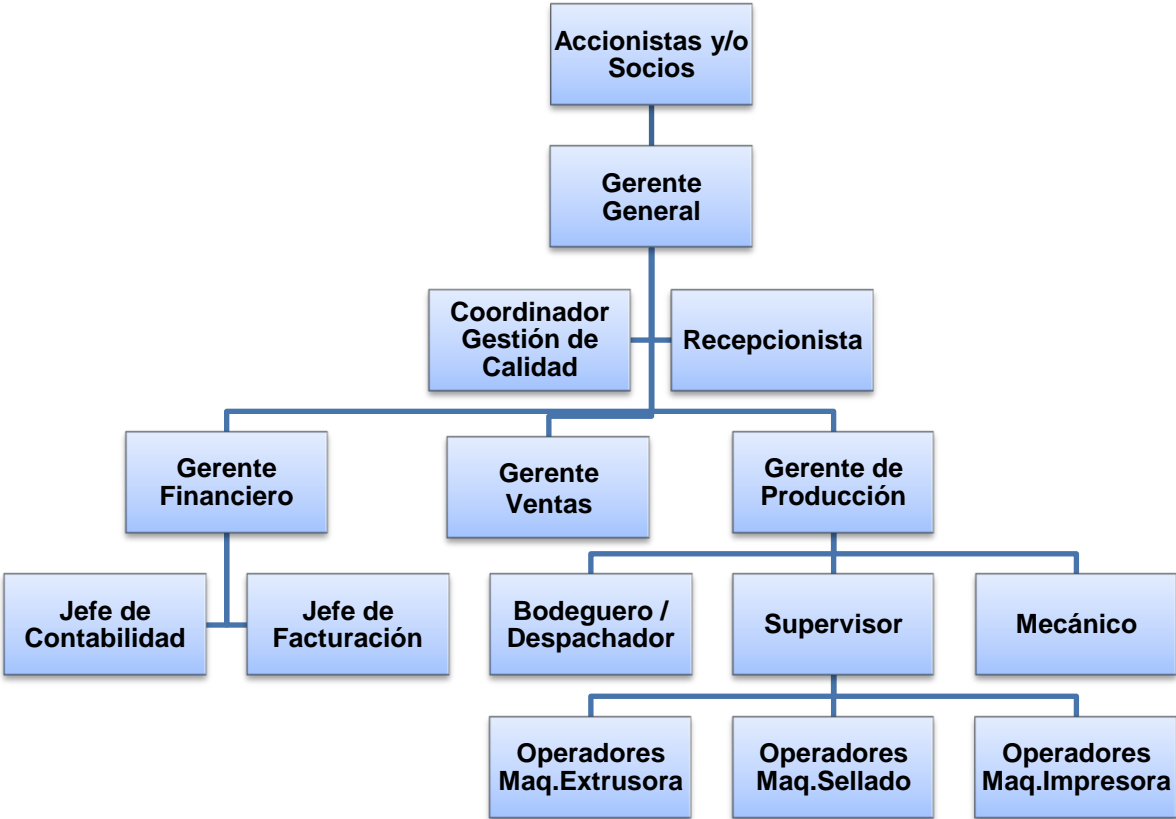 Accionistas y/o
Socios
Gerente
General
Coordinador
Gestión de
Calidad
Recepcionista
Gerente
Financiero
Gerente
Ventas
Gerente de
Producción
Jefe de
Contabilidad
Jefe de
Facturación
Bodeguero /
Despachador
Supervisor
Mecánico
Operadores
Maq.Extrusora
Operadores
Maq.Sellado
Operadores
Maq.Impresora